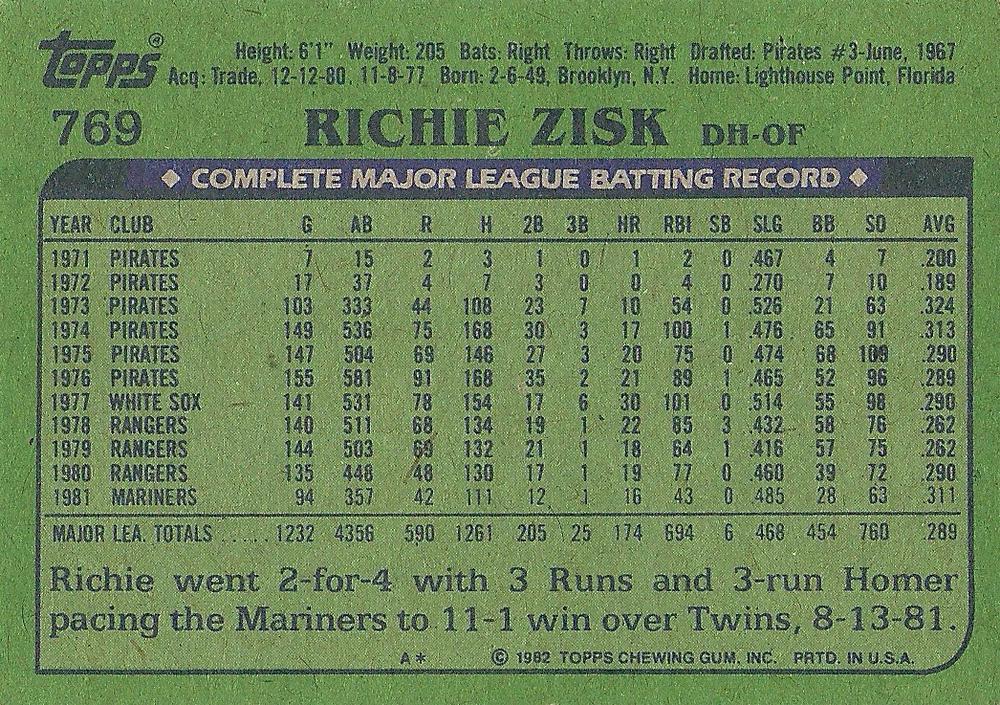 Topps® Height: 6'1" Weight: 205 Bats: Right Throws: Right Drafted: Pirates #3-June, 1967
Acq: Trade, 12-12-80, 11-8-77 Born: 2-6-49, Brooklyn, N.Y. Home: Lighthouse Point, Florida
769 RICHIE ZISK DH-OF
◆ COMPLETE MAJOR LEAGUE BATTING RECORD ◆
YEAR CLUB G AB R H 2B 3B HR RBI SB SLG BB SO AVG
1971 PIRATES 7 15 2 3 1 0 1 2 0 .467 4 7 .200
1972 PIRATES 17 37 4 7 3 0 0 4 0 .270 7 10 .189
1973 PIRATES 103 333 44 108 23 7 10 54 0 .526 21 63 .324
1974 PIRATES 149 536 75 168 30 3 17 100 1 .476 65 91 .313
1975 PIRATES 147 504 69 146 27 3 20 75 0 .474 68 109 .290
1976 PIRATES 155 581 91 168 35 2 21 89 1 .465 52 96 .289
1977 WHITE SOX 141 531 78 154 17 6 30 101 0 .514 55 98 .290
1978 RANGERS 140 511 68 134 19 1 22 85 3 .432 58 76 .262
1979 RANGERS 144 503 69 132 21 1 18 64 1 .416 57 75 .262
1980 RANGERS 135 448 48 130 17 1 19 77 0 .460 39 72 .290
1981 MARINERS 94 357 42 111 12 1 16 43 0 .485 28 63 .311
MAJOR LEA. TOTALS ..... 1232 4356 590 1261 205 25 174 694 6 468 454 760 .289
Richie went 2-for-4 with 3 Runs and 3-run Homer
pacing the Mariners to 11-1 win over Twins, 8-13-81.
A* © 1982 TOPPS CHEWING GUM, INC. PRTD. IN U.S.A.